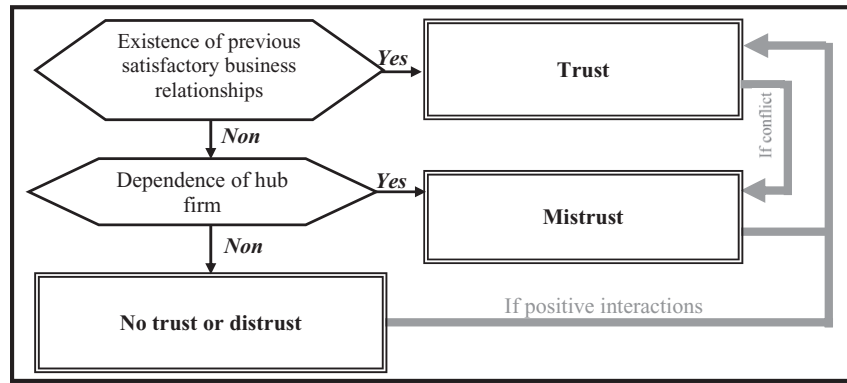 Existence of previous
satisfactory business
relationships
Yes
Trust
If conflict
Non
Dependence of hub
firm
Yes
Mistrust
Non
No trust or distrust
If positive interactions